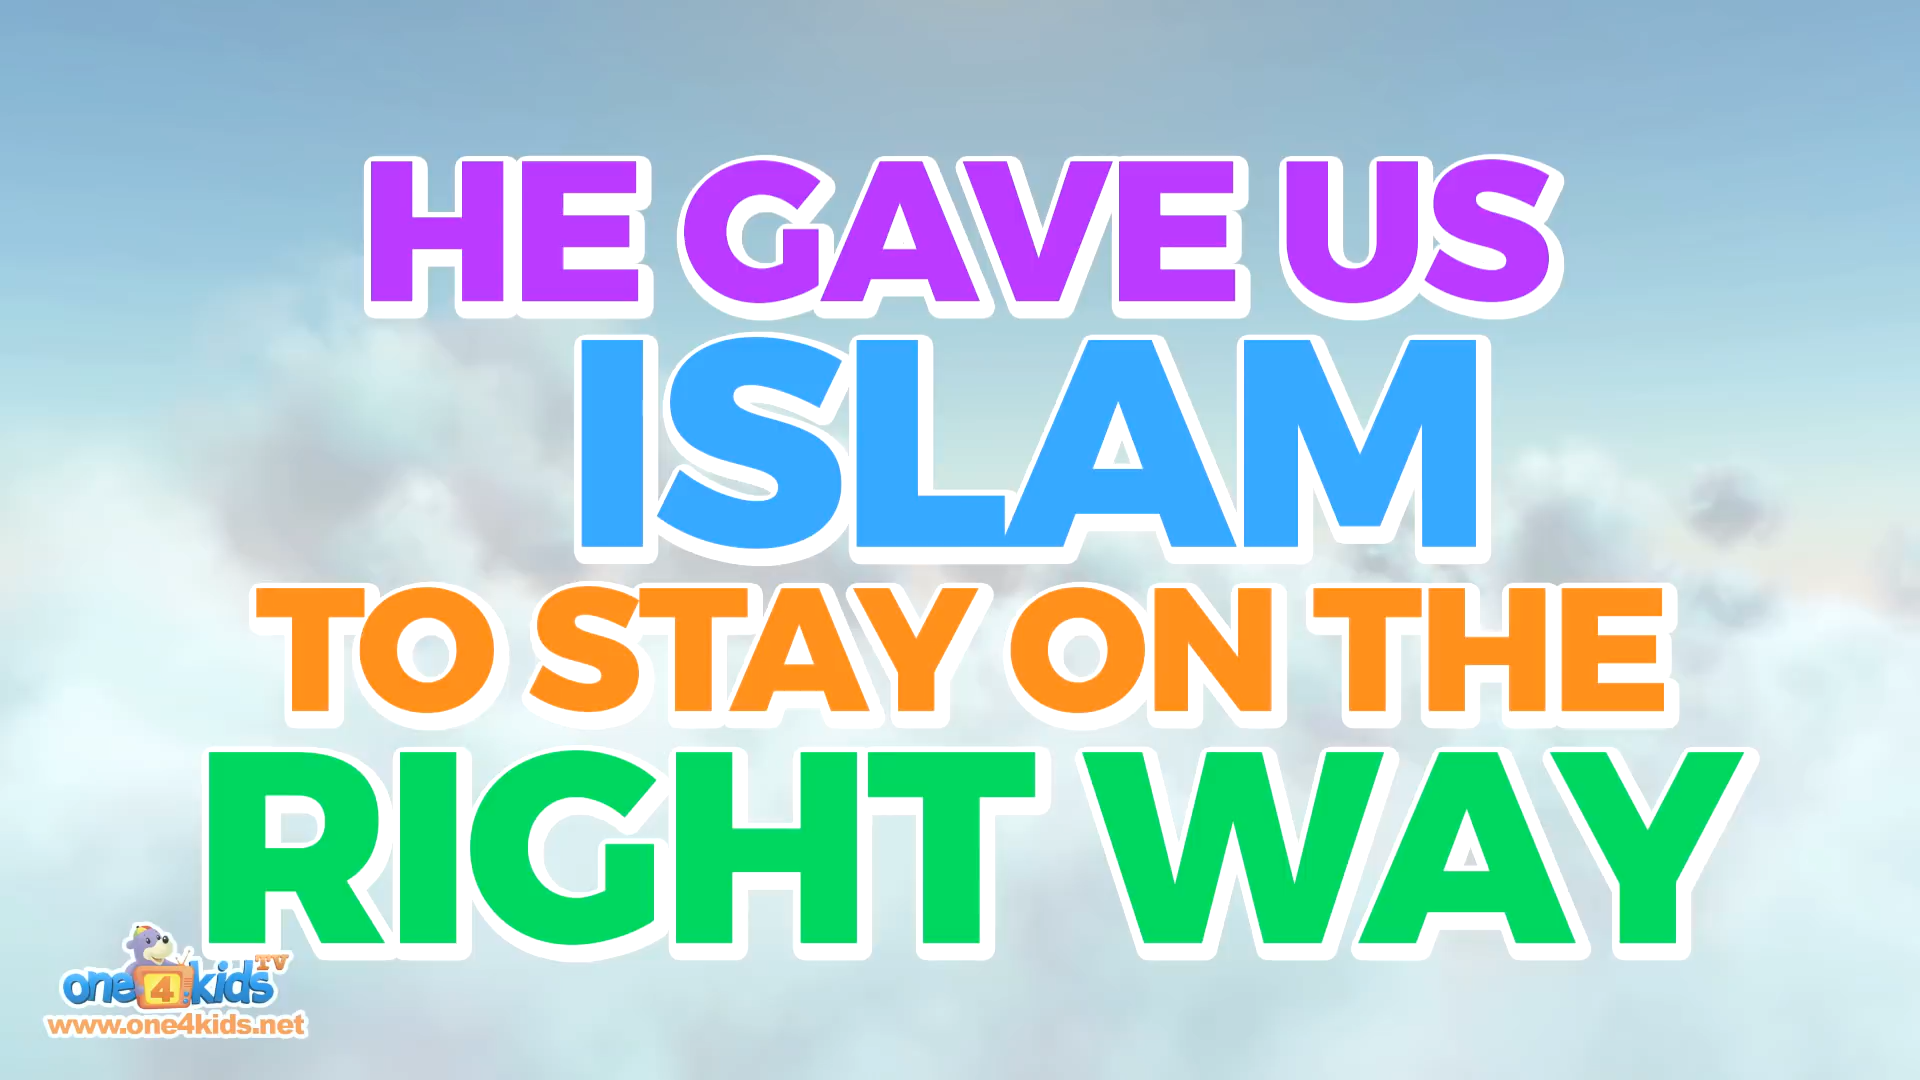 HE GAVE US
ISLAM
TO STAY ON THE
RIGHT WAY
one4kids TV
www.one4kids.net